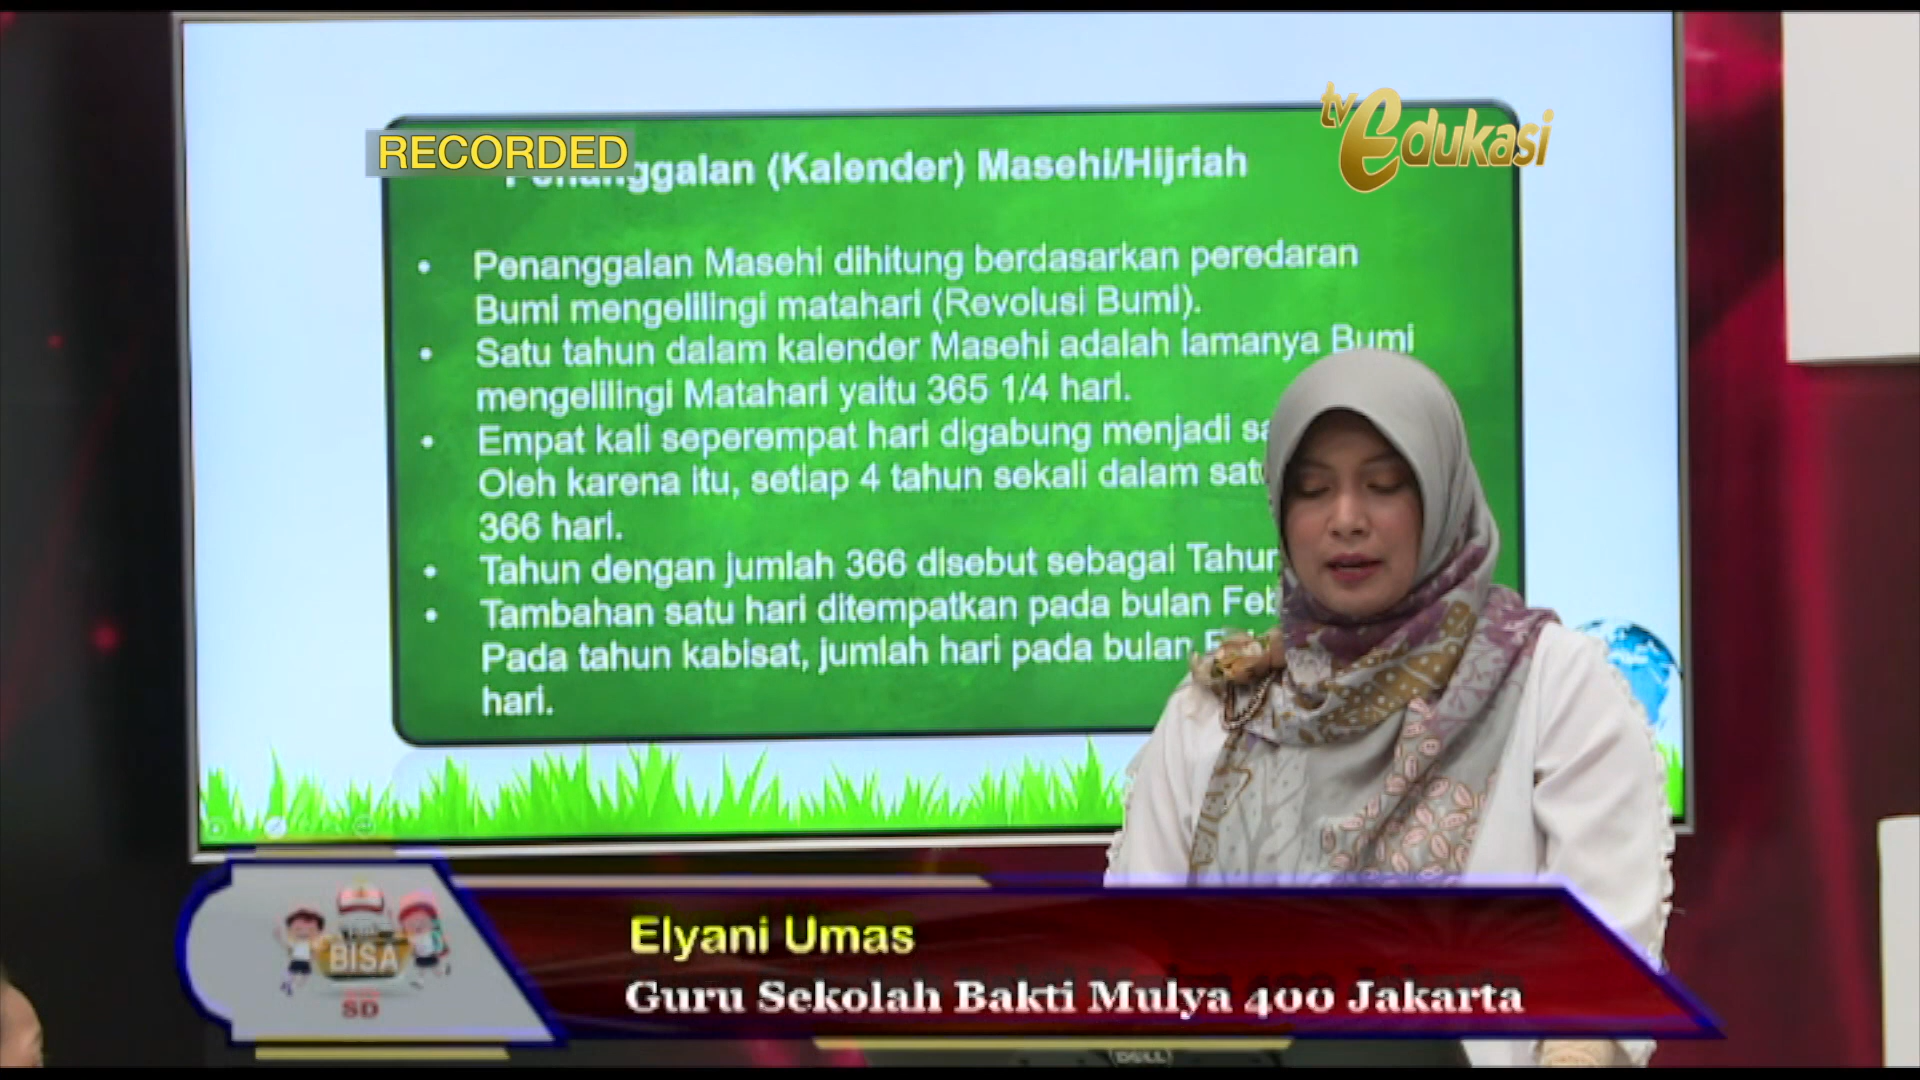 RECORDED
tv Edukasi
(Kalender) Masehi/Hijriah
• Penanggalan Masehi dihitung berdasarkan peredaran
Bumi mengelilingi matahari (Revolusi Bumi).
• Satu tahun dalam kalender Masehi adalah lamanya Bumi
mengelilingi Matahari yaitu 365 1/4 hari.
• Empat kali seperempat hari digabung menjadi
Oleh karena itu, setiap 4 tahun sekali dalam
366 hari.
• Tahun dengan jumlah 366 disebut sebagai
• Tambahan satu hari ditempatkan pada bulan
Pada tahun kabisat, jumlah hari pada bulan
hari.
BISA
SD
Elyani Umas
Guru Sekolah Bakti Mulya 400 Jakarta
DELL